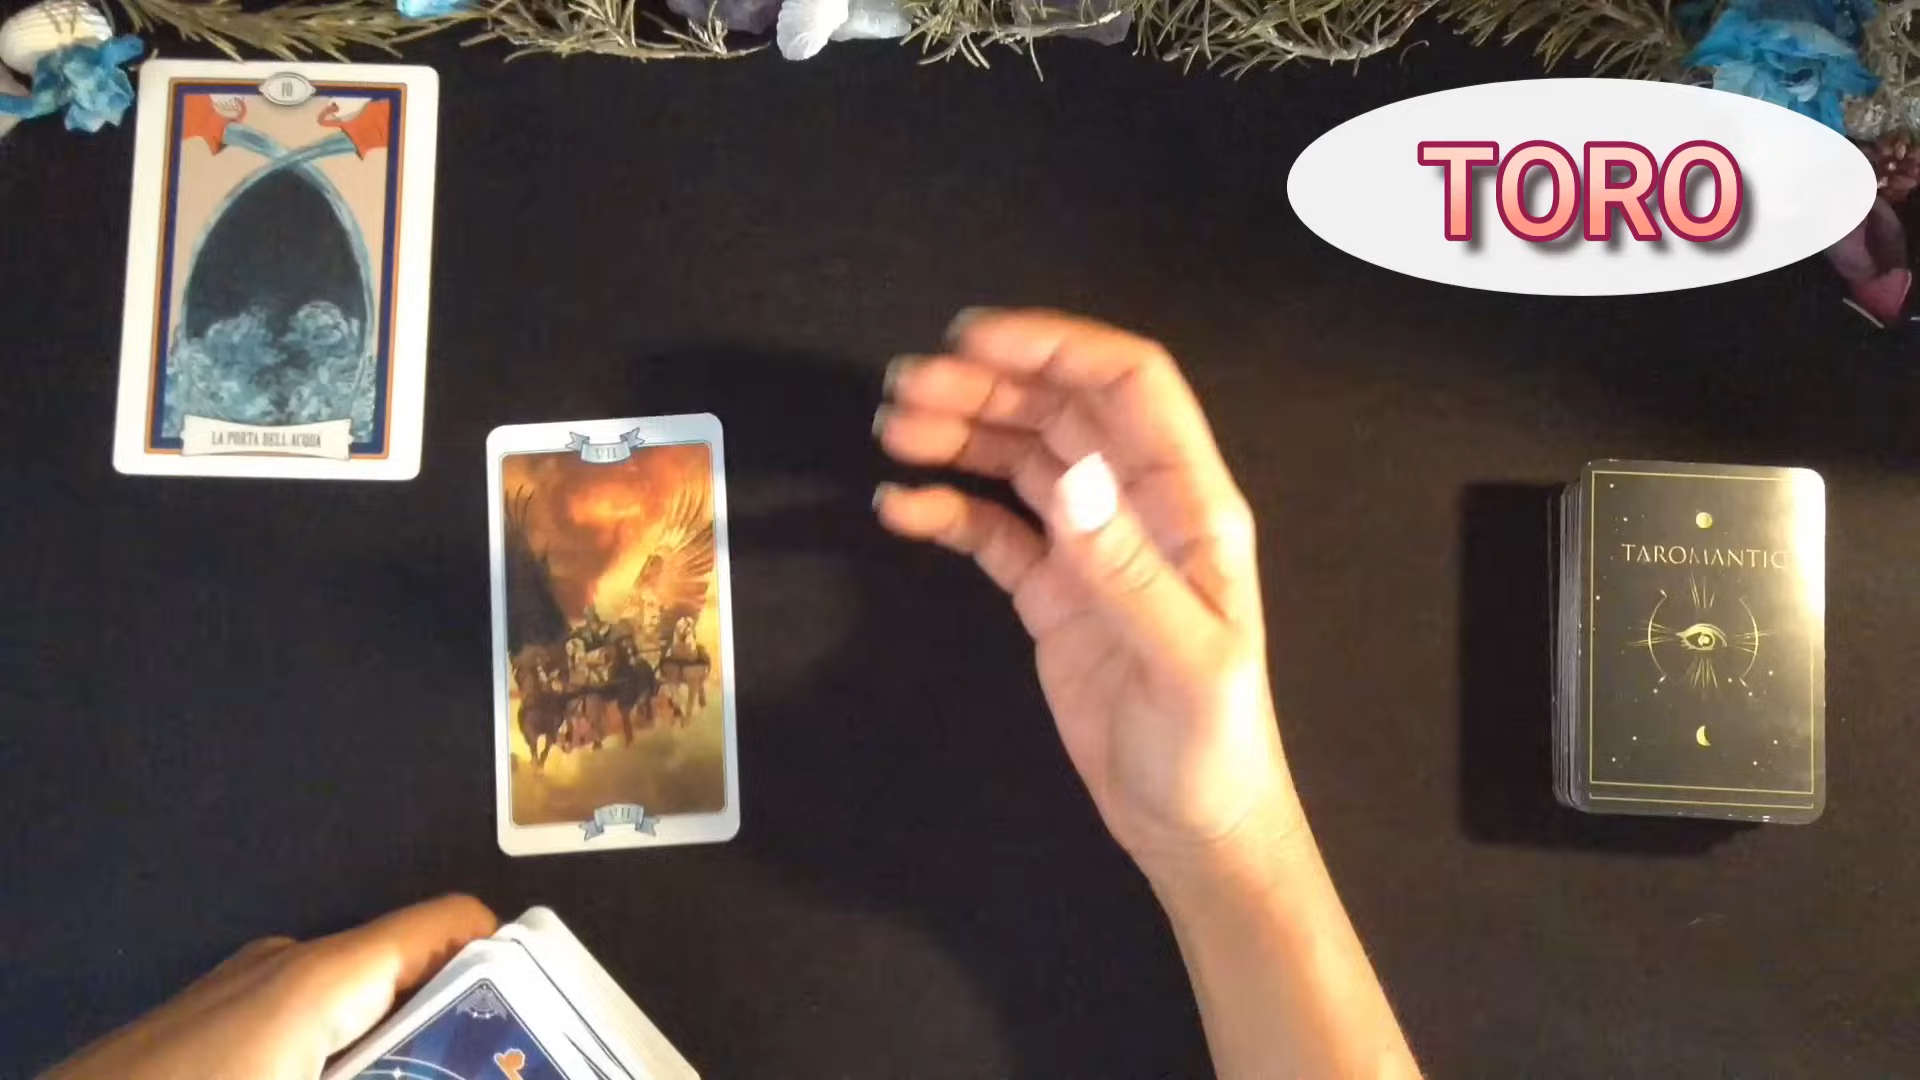 10
LA PORTA DELL ACQUA
TORO
VII
VII
TAROMANTIC